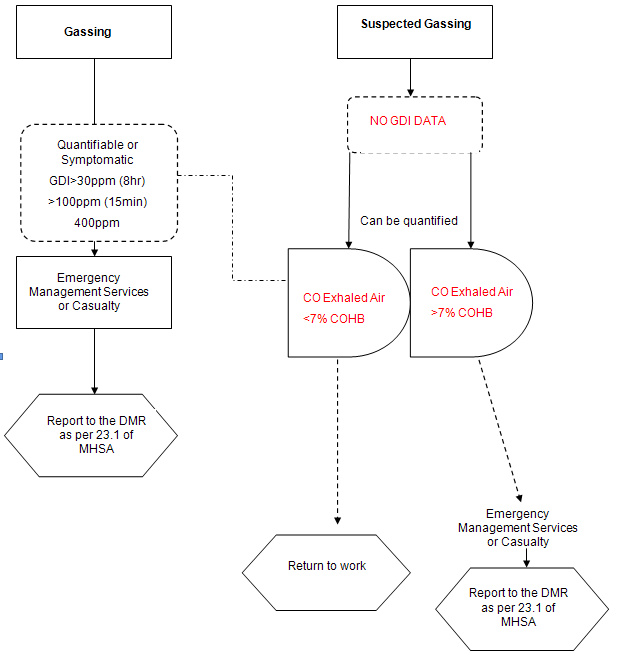 Gassing
Quantifiable or
Symptomatic
GDI>30ppm (8hr)
>100ppm (15min)
400ppm
Emergency
Management Services
or Casualty
Report to the DMR
as per 23.1 of
MHSA
Suspected Gassing
NO GDI DATA
Can be quantified
CO Exhaled Air
<7% COHB
CO Exhaled Air
>7% COHB
Return to work
Emergency
Management Services
or Casualty
Report to the DMR
as per 23.1 of
MHSA